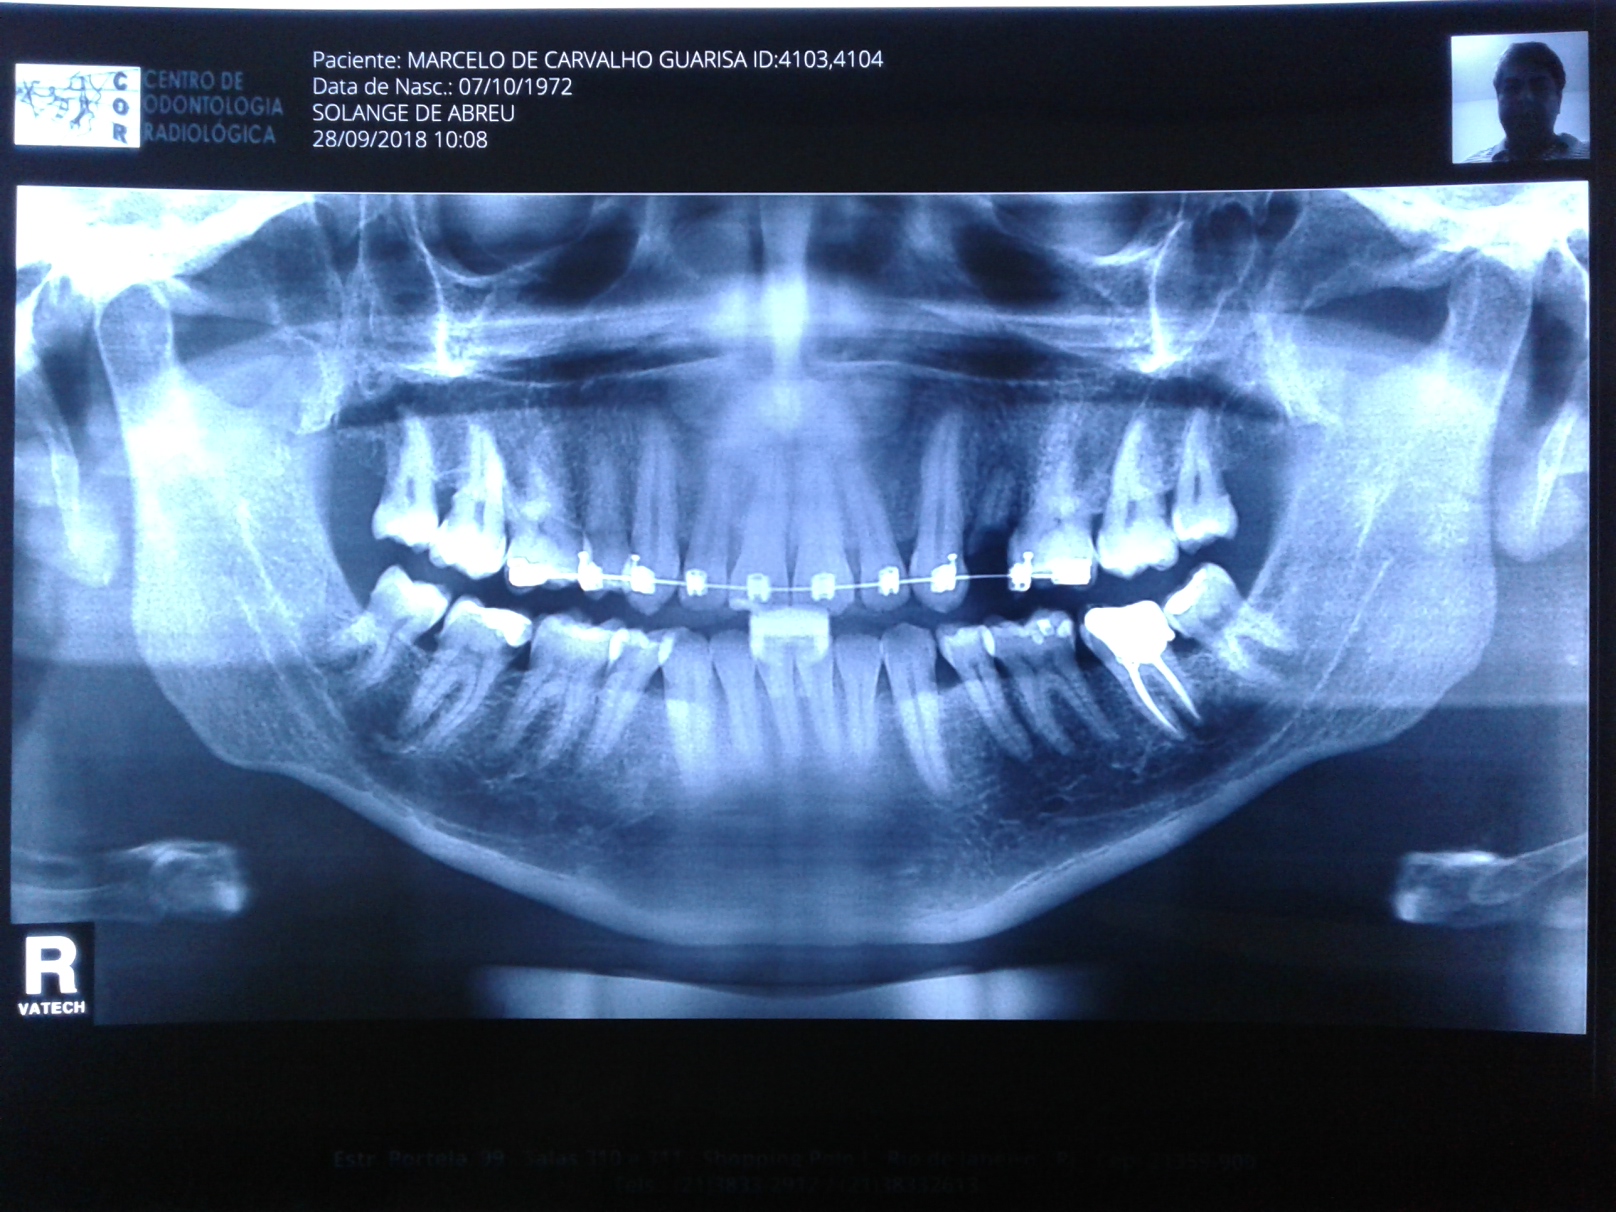 Paciente: MARCELO DE CARVALHO GUARISA ID:4103,4104
Data de Nasc.: 07/10/1972
SOLANGE DE ABREU
28/09/2018 10:08
C
O
R
CENTRO DE
ODONTOLOGIA
RADIOLÓGICA
R
VATECH